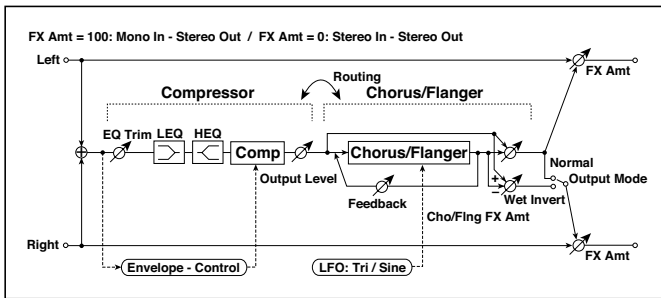 FX Amt = 100: Mono In - Stereo Out / FX Amt = 0: Stereo In - Stereo Out
Left
FX Amt
Routing
Compressor
Chorus/Flanger
EQ Trim
LEQ
HEQ
Comp
Chorus/Flanger
Output Level
Normal
Output Mode
+
−
Wet Invert
Feedback
Cho/Flng FX Amt
Right
FX Amt
Envelope - Control
LFO: Tri / Sine